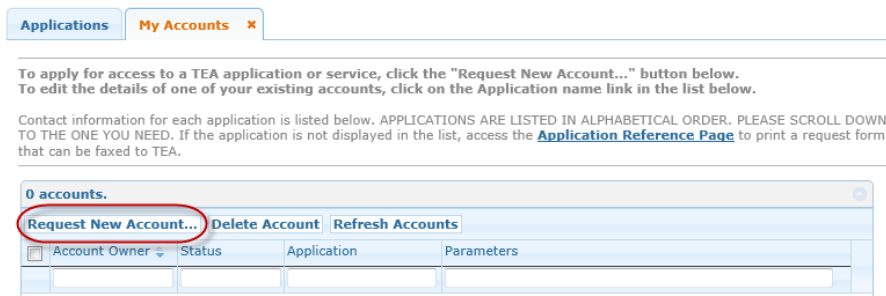 Applications My Accounts ×
To apply for access to a TEA application or service, click the "Request New Account..." button below.
To edit the details of one of your existing accounts, click on the Application name link in the list below.
Contact information for each application is listed below. APPLICATIONS ARE LISTED IN ALPHABETICAL ORDER. PLEASE SCROLL DOWN
TO THE ONE YOU NEED. If the application is not displayed in the list, access the Application Reference Page to print a request form
that can be faxed to TEA.
0 accounts.
Request New Account... Delete Account Refresh Accounts
Account Owner Status Application Parameters